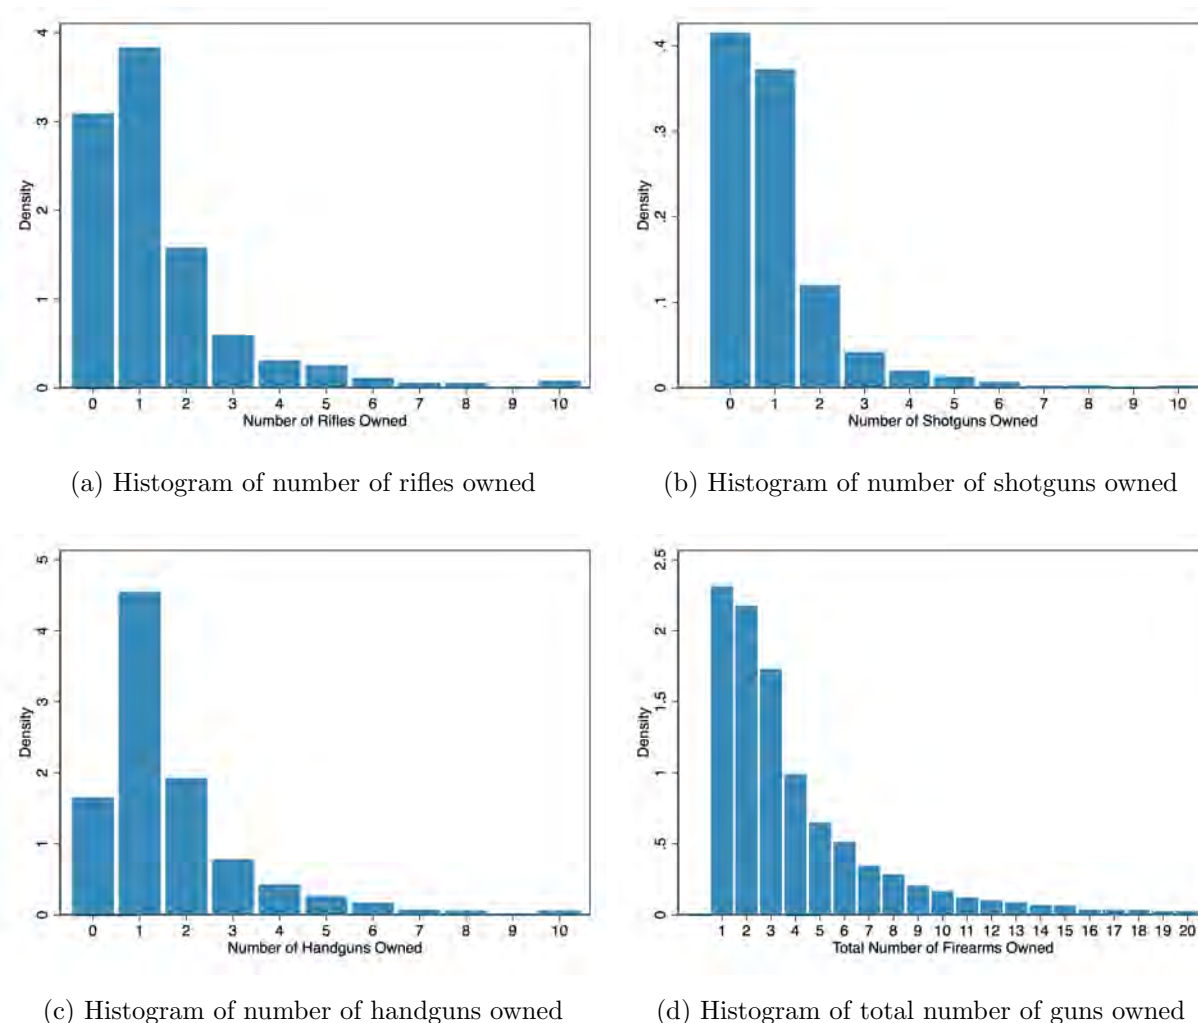 4
3
2
1
0
Density
0 1 2 3 4 5 6 7 8 9 10
Number of Rifles Owned
(a) Histogram of number of rifles owned
.4
.3
.2
.1
0
Density
0 1 2 3 4 5 6 7 8 9 10
Number of Shotguns Owned
(b) Histogram of number of shotguns owned
5
4
3
2
1
0
Density
0 1 2 3 4 5 6 7 8 9 10
Number of Handguns Owned
(c) Histogram of number of handguns owned
2.5
2
1.5
1
.5
0
Density
1 2 3 4 5 6 7 8 9 10 11 12 13 14 15 16 17 18 19 20
Total Number of Firearms Owned
(d) Histogram of total number of guns owned